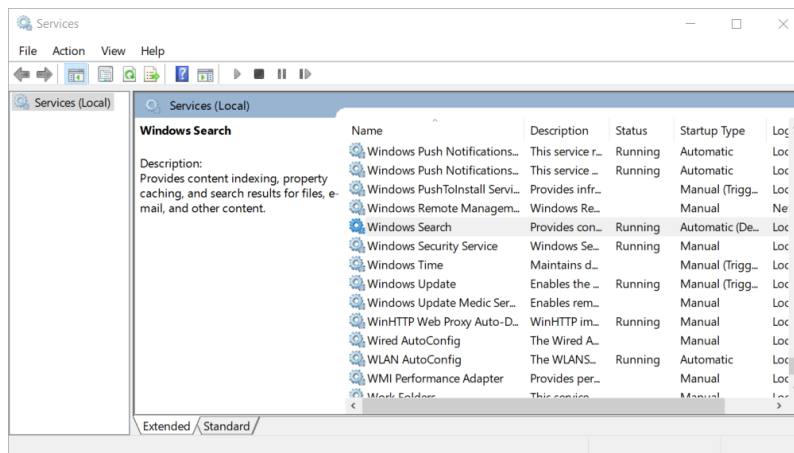 Services
File Action View Help
Services (Local)
Services (Local)
Windows Search
Description:
Provides content indexing, property
caching, and search results for files, e-
mail, and other content.
Name Description Status Startup Type Log
Windows Push Notifications... This service r... Running Automatic Loc
Windows Push Notifications... This service ... Running Automatic Loc
Windows PushToInstall Servi... Provides infr... Manual (Trigg... Loc
Windows Remote Managem... Windows Re... Manual Ne
Windows Search Provides con... Running Automatic (De... Loc
Windows Security Service Windows Se... Running Manual Loc
Windows Time Maintains d... Manual (Trigg... Loc
Windows Update Enables the ... Running Manual (Trigg... Loc
Windows Update Medic Ser... Enables rem... Manual Loc
WinHTTP Web Proxy Auto-D... WinHTTP im... Running Manual Loc
Wired AutoConfig The Wired A... Manual Loc
WLAN AutoConfig The WLANS... Running Automatic Loc
WMI Performance Adapter Provides per... Manual Loc
Work Folders This service ... Manual Loc
Extended Standard